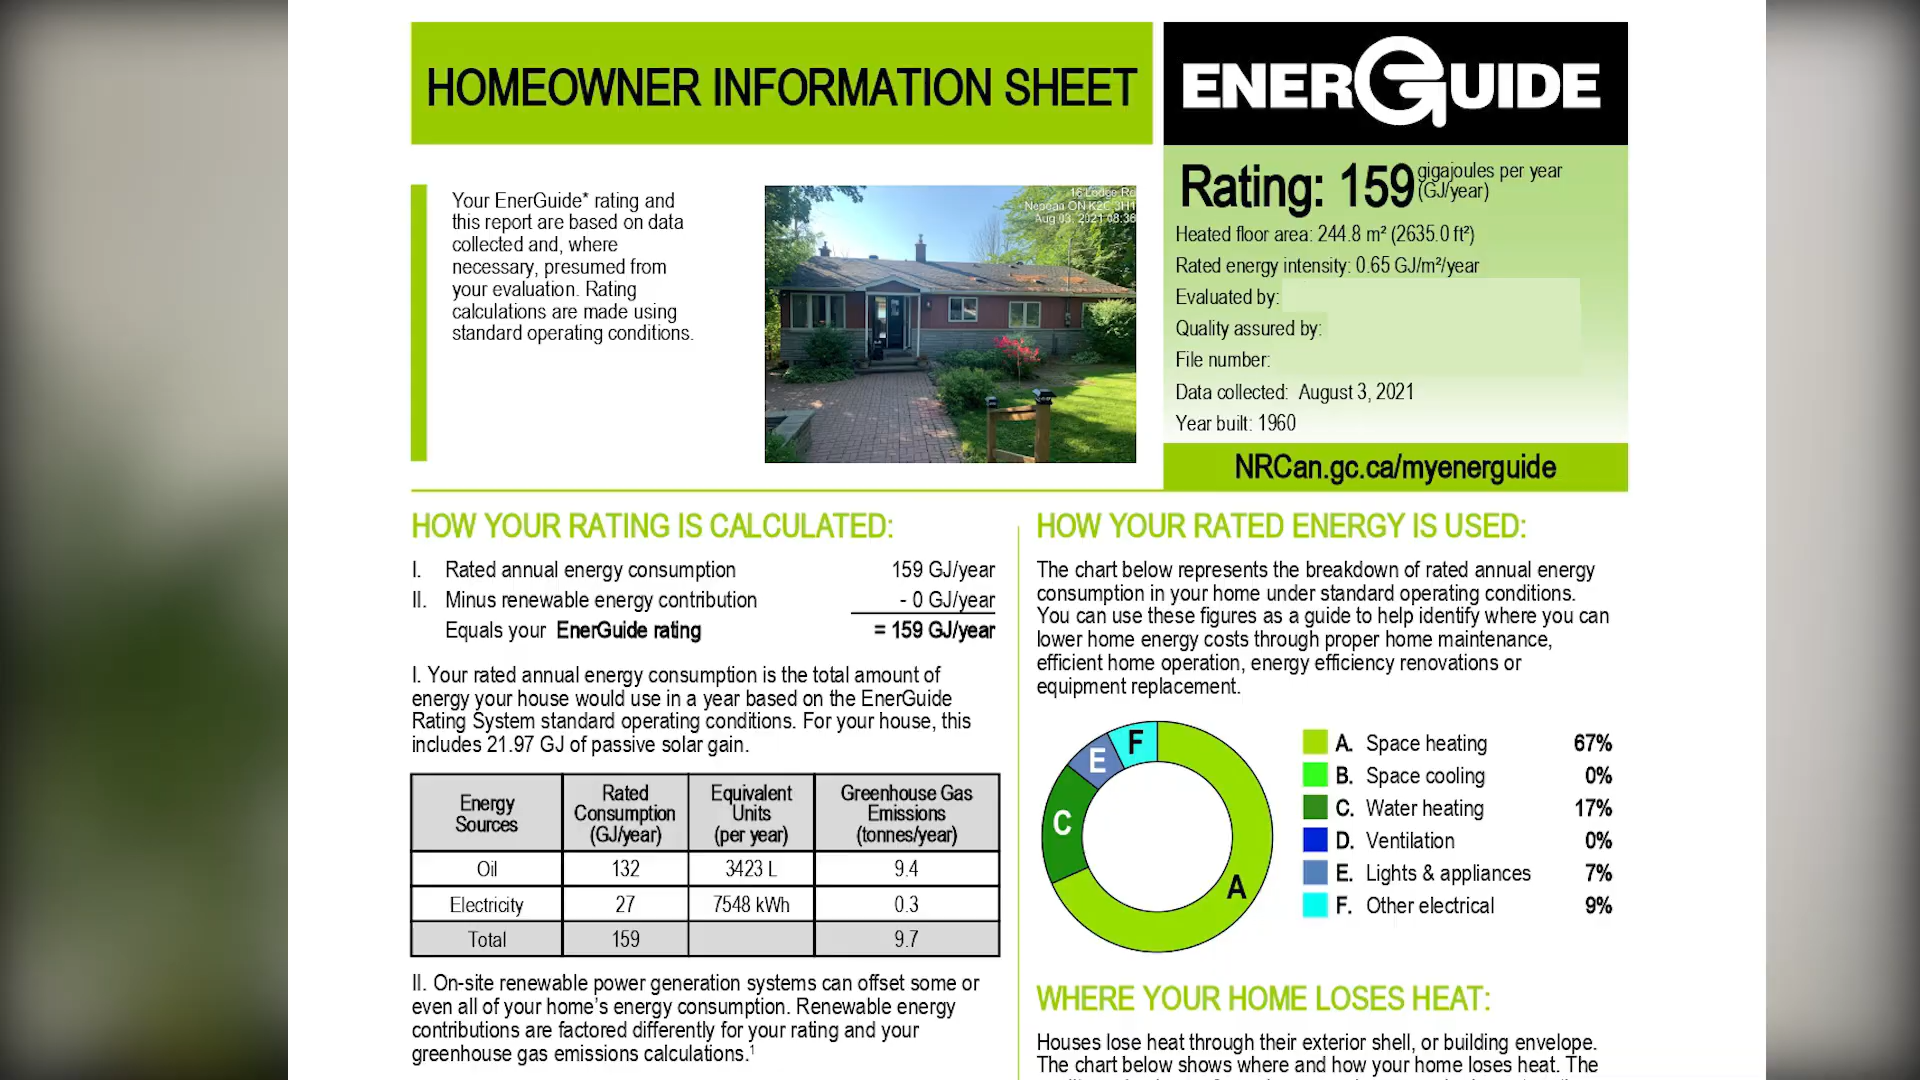 HOMEOWNER INFORMATION SHEET
ENERGUIDE
Your EnerGuide* rating and
this report are based on data
collected and, where
necessary, presumed from
your evaluation. Rating
calculations are made using
standard operating conditions.
16 Lodge Rd
Nepean ON K2C 3H1
Aug 03, 2021 08:36
Rating: 159 gigajoules per year
(GJ/year)
Heated floor area: 244.8 m² (2635.0 ft²)
Rated energy intensity: 0.65 GJ/m²/year
Evaluated by:
Quality assured by:
File number:
Data collected: August 3, 2021
Year built: 1960
NRCan.gc.ca/myenerguide
HOW YOUR RATING IS CALCULATED:
I. Rated annual energy consumption 159 GJ/year
II. Minus renewable energy contribution - 0 GJ/year
Equals your EnerGuide rating = 159 GJ/year
I. Your rated annual energy consumption is the total amount of
energy your house would use in a year based on the EnerGuide
Rating System standard operating conditions. For your house, this
includes 21.97 GJ of passive solar gain.
Energy Sources Rated Consumption (GJ/year) Equivalent Units (per year) Greenhouse Gas Emissions (tonnes/year)
Oil 132 3423 L 9.4
Electricity 27 7548 kWh 0.3
Total 159 9.7
II. On-site renewable power generation systems can offset some or
even all of your home's energy consumption. Renewable energy
contributions are factored differently for your rating and your
greenhouse gas emissions calculations.¹
HOW YOUR RATED ENERGY IS USED:
The chart below represents the breakdown of rated annual energy
consumption in your home under standard operating conditions.
You can use these figures as a guide to help identify where you can
lower home energy costs through proper home maintenance,
efficient home operation, energy efficiency renovations or
equipment replacement.
F
E
C
A
A. Space heating 67%
B. Space cooling 0%
C. Water heating 17%
D. Ventilation 0%
E. Lights & appliances 7%
F. Other electrical 9%
WHERE YOUR HOME LOSES HEAT:
Houses lose heat through their exterior shell, or building envelope.
The chart below shows where and how your home loses heat. The